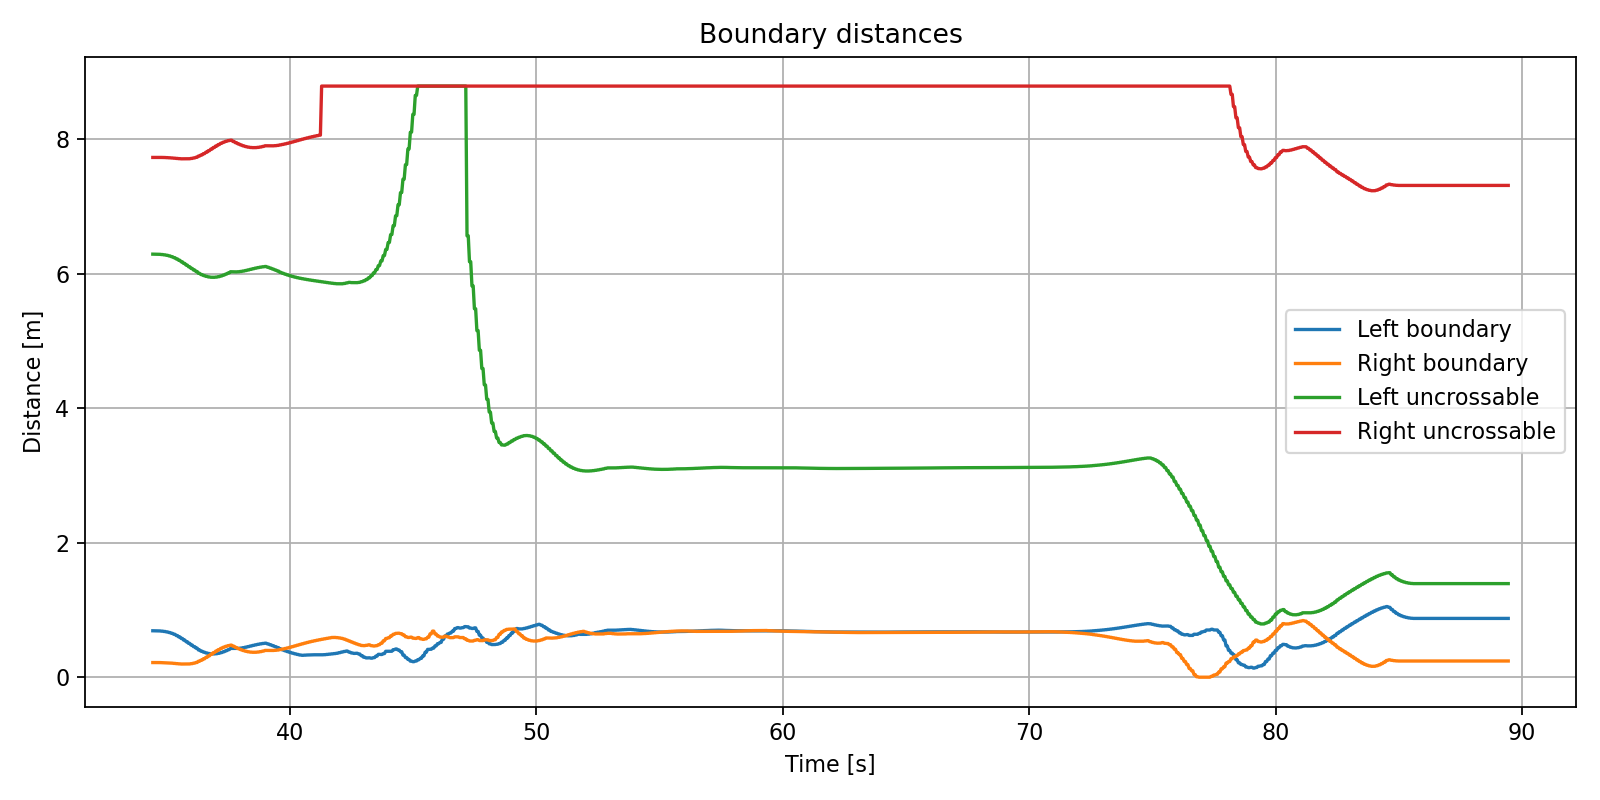 Boundary distances
Distance [m]
8
6
4
2
0
Left boundary
Right boundary
Left uncrossable
Right uncrossable
40
50
60
70
80
90
Time [s]